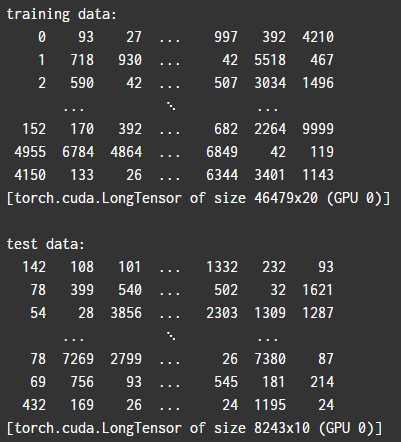 training data:
0 93 27 ... 997 392 4210
1 718 930 ... 42 5518 467
2 590 42 ... 507 3034 1496
... ⋱ ...
152 170 392 ... 682 2264 9999
4955 6784 4864 ... 6849 42 119
4150 133 26 ... 6344 3401 1143
[torch.cuda.LongTensor of size 46479x20 (GPU 0)]
test data:
142 108 101 ... 1332 232 93
78 399 540 ... 502 32 1621
54 28 3856 ... 2303 1309 1287
... ⋱ ...
78 7269 2799 ... 26 7380 87
69 756 93 ... 545 181 214
432 169 26 ... 24 1195 24
[torch.cuda.LongTensor of size 8243x10 (GPU 0)]